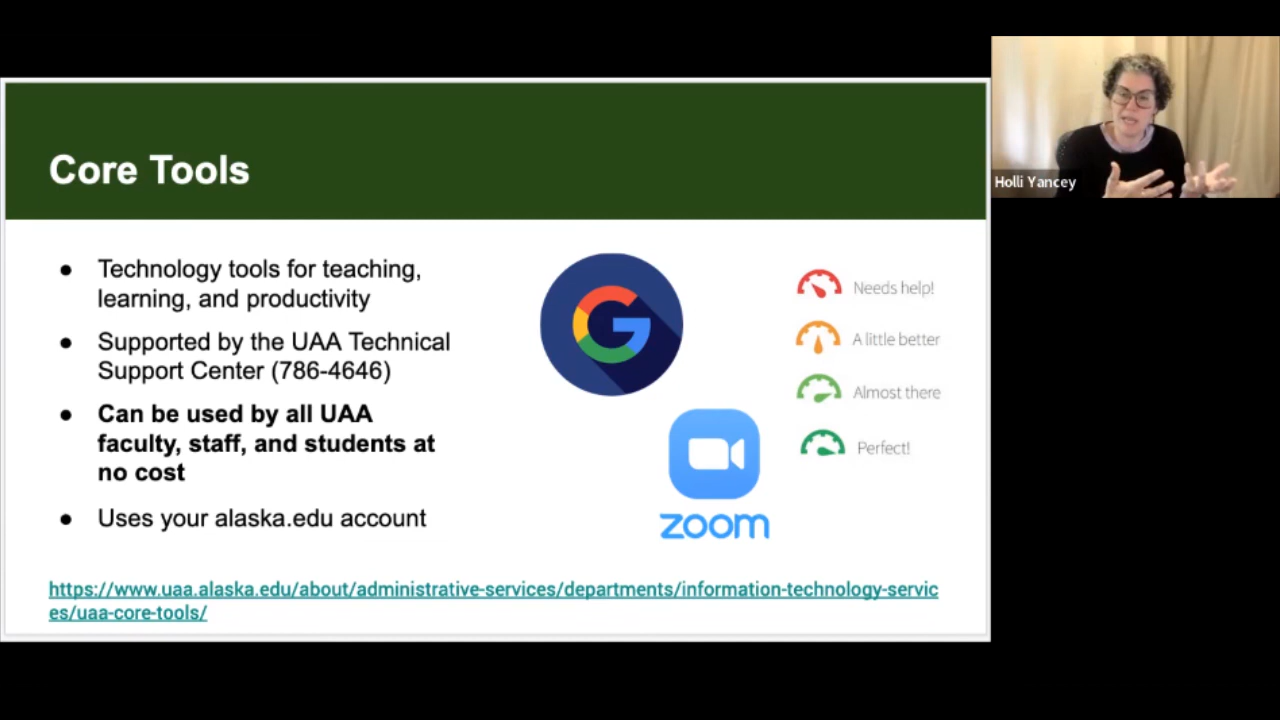 Core Tools
● Technology tools for teaching,
learning, and productivity
● Supported by the UAA Technical
Support Center (786-4646)
● Can be used by all UAA
faculty, staff, and students at
no cost
● Uses your alaska.edu account
G
zoom
Needs help!
A little better
Almost there
Perfect!
https://www.uaa.alaska.edu/about/administrative-services/departments/information-technology-servic
es/uaa-core-tools/
Holli Yancey